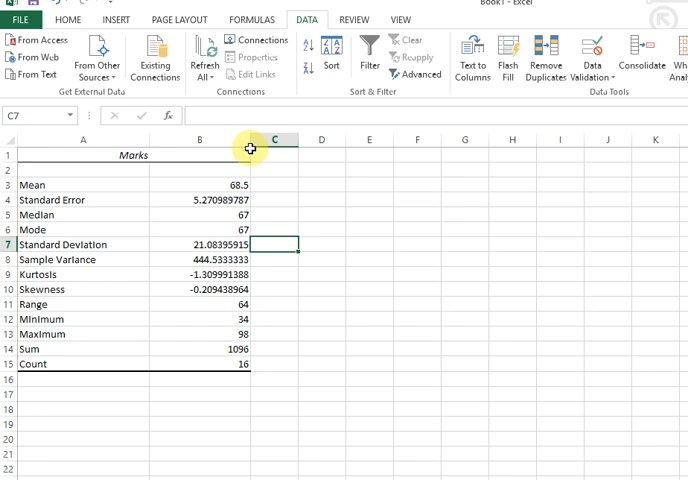 Book1 - Excel
FILE HOME INSERT PAGE LAYOUT FORMULAS DATA REVIEW VIEW
From Access
From Web
From Text
From Other Sources
Get External Data
Existing Connections
Refresh All
Connections
Properties
Edit Links
Connections
Sort
Filter
Clear
Reapply
Advanced
Sort & Filter
Text to Columns
Flash Fill
Remove Duplicates
Data Validation
Consolidate
What
Ana
Data Tools
C7 fx
A B C D E F G H I J K
1 Marks
2
3 Mean 68.5
4 Standard Error 5.270989787
5 Median 67
6 Mode 67
7 Standard Deviation 21.08395915
8 Sample Variance 444.5333333
9 Kurtosis -1.309991388
10 Skewness -0.209438964
11 Range 64
12 Minimum 34
13 Maximum 98
14 Sum 1096
15 Count 16
16
17
18
19
20
21
22